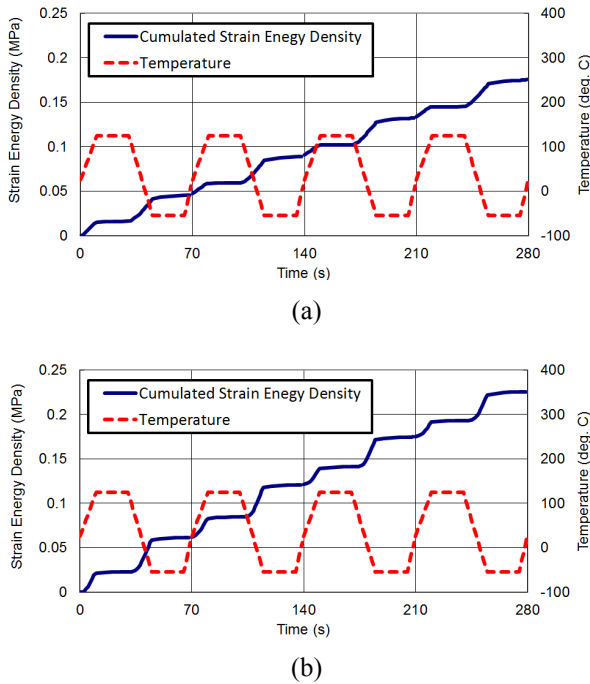 0.25
0.2
0.15
0.1
0.05
0
Strain Energy Density (MPa)
Cumulated Strain Enegy Density
Temperature
400
300
200
100
0
-100
Temperature (deg. C)
0 70 140 210 280
Time (s)
(a)
0.25
0.2
0.15
0.1
0.05
0
Strain Energy Density (MPa)
Cumulated Strain Enegy Density
Temperature
400
300
200
100
0
-100
Temperature (deg. C)
0 70 140 210 280
Time (s)
(b)